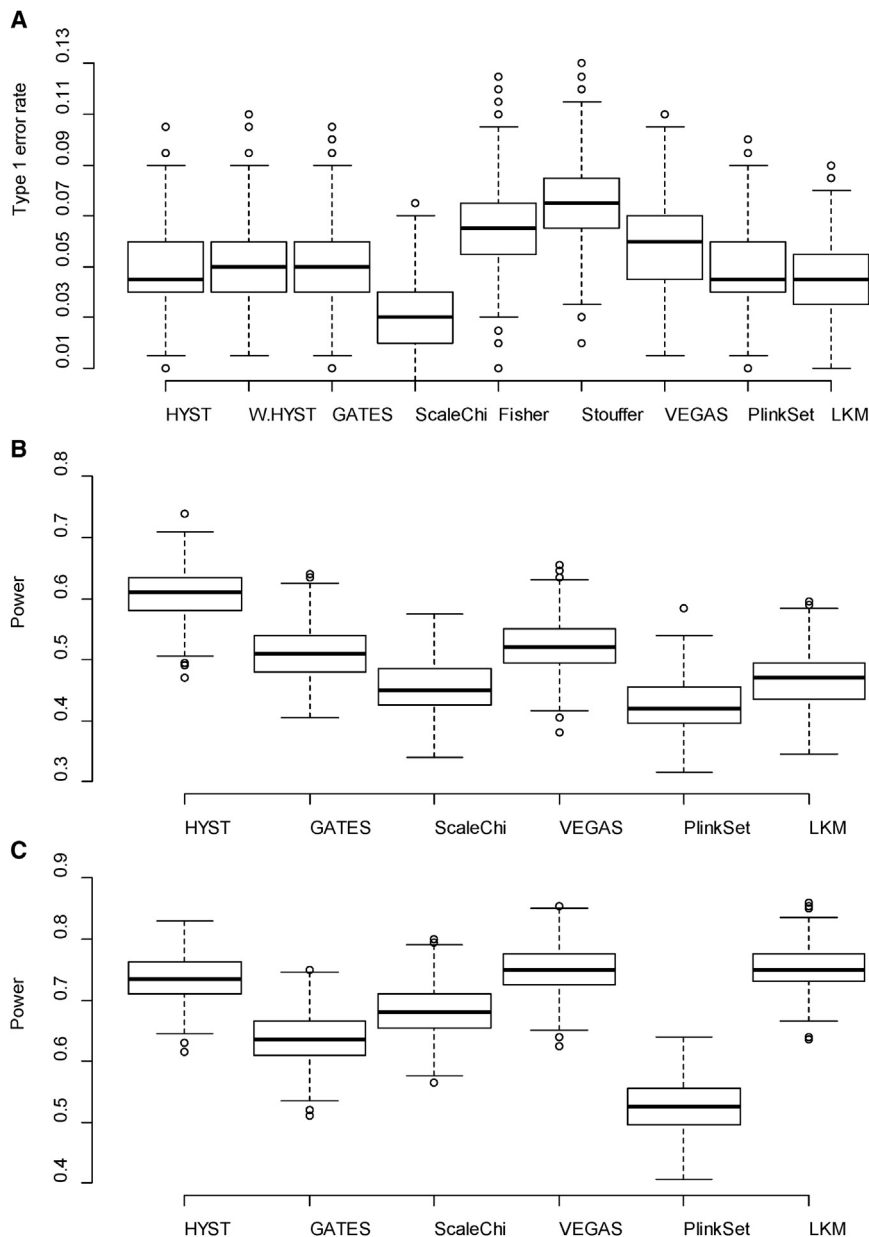 A
Type 1 error rate
0.13
0.11
0.09
0.07
0.05
0.03
0.01
HYST W.HYST GATES ScaleChi Fisher Stouffer VEGAS PlinkSet LKM
B
Power
0.8
0.7
0.6
0.5
0.4
0.3
HYST GATES ScaleChi VEGAS PlinkSet LKM
C
Power
0.9
0.8
0.7
0.6
0.5
0.4
HYST GATES ScaleChi VEGAS PlinkSet LKM